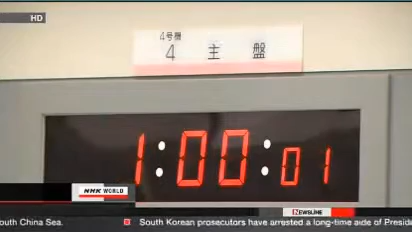 HD
4号機
4 主 盤
1:00:01
NHK WORLD
NEWSLINE
outh China Sea. South Korean prosecutors have arrested a long-time aide of Preside